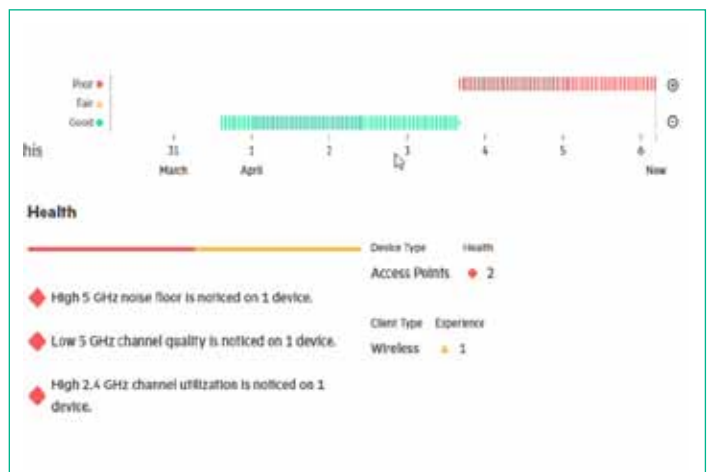 Poor
Fair
Good
his
31 1 2 3 4 5 6
March April Now
Health
Device Type Health
Access Points 2
High 5 GHz noise floor is noticed on 1 device.
Low 5 GHz channel quality is noticed on 1 device.
High 2.4 GHz channel utilization is noticed on 1
device.
Client Type Experience
Wireless 1